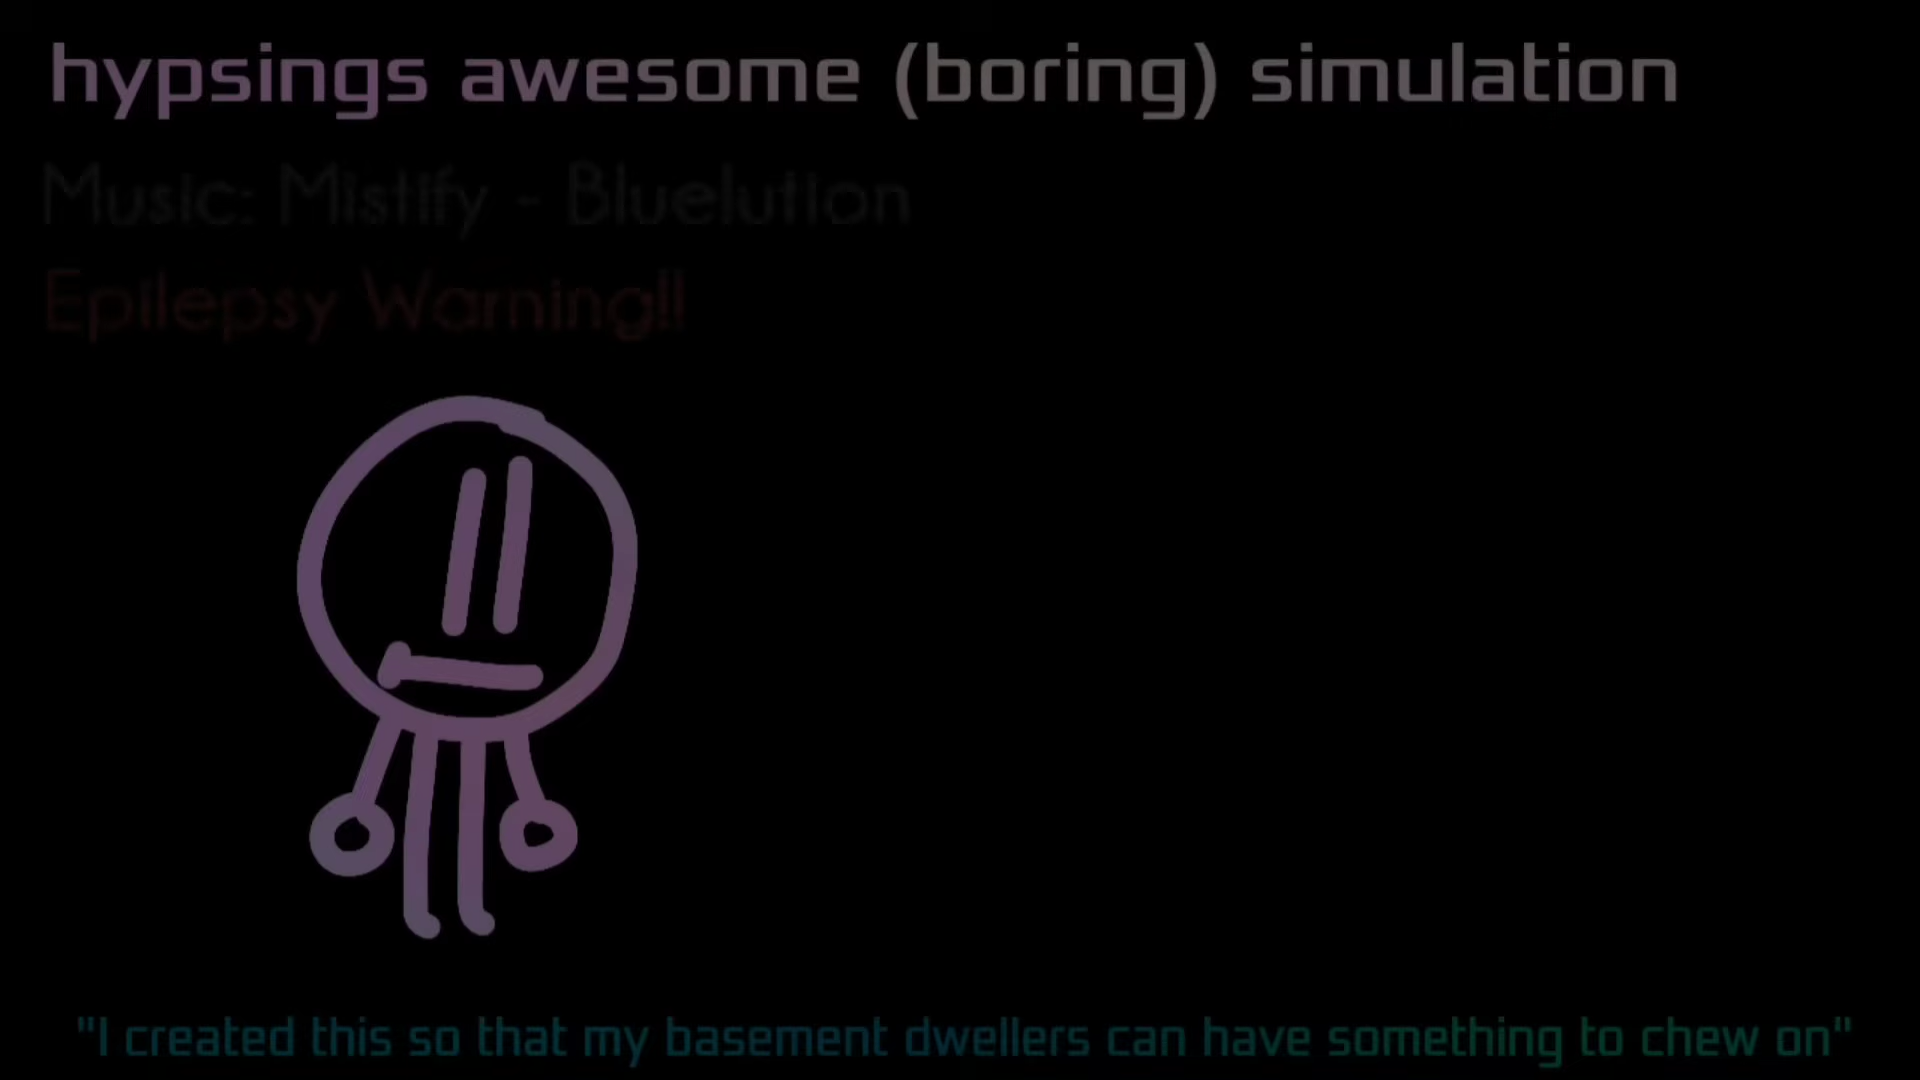 hypsings awesome (boring) simulation
Music: Mistify - Bluelution
Epilepsy Warning!!
"I created this so that my basement dwellers can have something to chew on"